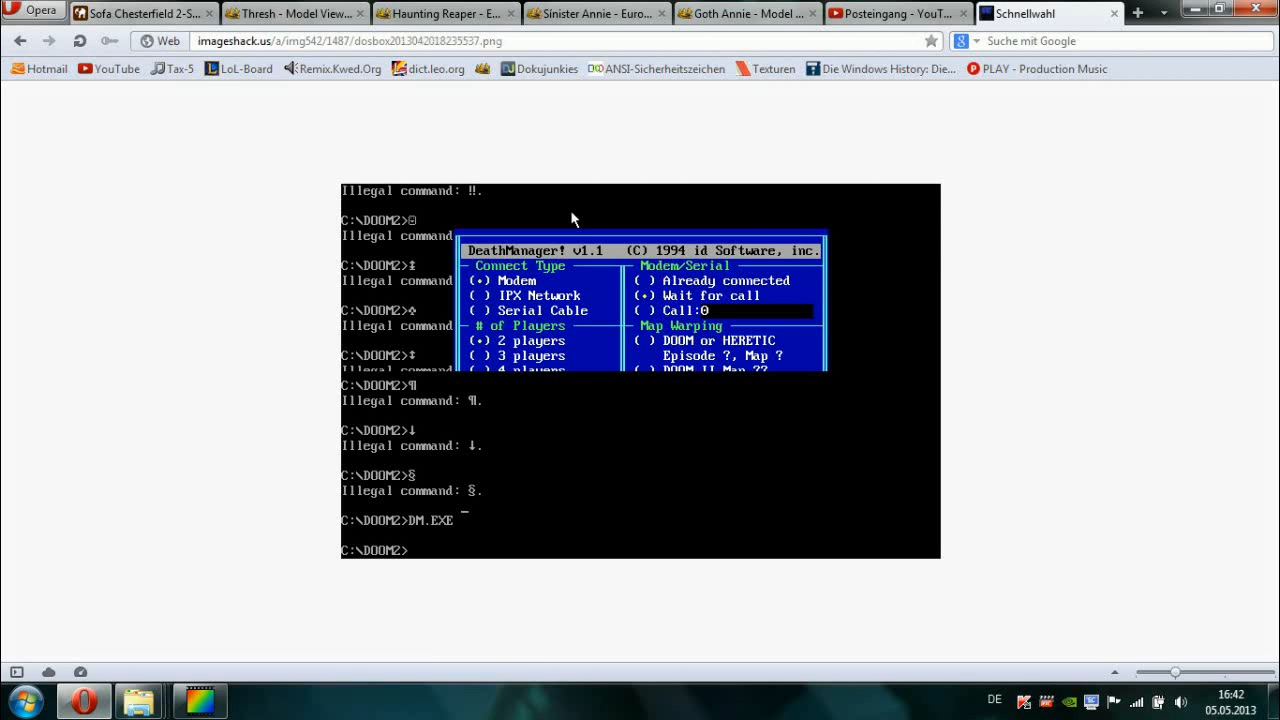 Opera
Sofa Chesterfield 2-S...
Thresh - Model View...
Haunting Reaper - E...
Sinister Annie - Euro...
Goth Annie - Model ...
Posteingang - YouT...
Schnellwahl
Web
imageshack.us/a/img542/1487/dosbox2013042018235537.png
Suche mit Google
Hotmail
YouTube
Tax-5
LoL-Board
Remix.Kwed.Org
dict.leo.org
Dokujunkies
ANSI-Sicherheitszeichen
Texturen
Die Windows History: Die...
PLAY - Production Music
Illegal command: ‼.
C:\DOOM2>
Illegal command
C:\DOOM2>↨
Illegal command
C:\DOOM2>
Illegal command
C:\DOOM2>↕
Illegal command
DeathManager! v1.1 (C) 1994 id Software, inc.
Connect Type
(•) Modem
( ) IPX Network
( ) Serial Cable
# of Players
(•) 2 players
( ) 3 players
( ) 4 players
Modem/Serial
( ) Already connected
(•) Wait for call
( ) Call:0
Map Warping
( ) DOOM or HERETIC
Episode ?, Map ?
( ) DOOM II Map ??
C:\DOOM2>¶
Illegal command: ¶.
C:\DOOM2>↓
Illegal command: ↓.
C:\DOOM2>§
Illegal command: §.
C:\DOOM2>DM.EXE
C:\DOOM2>
DE
16:42
05.05.2013